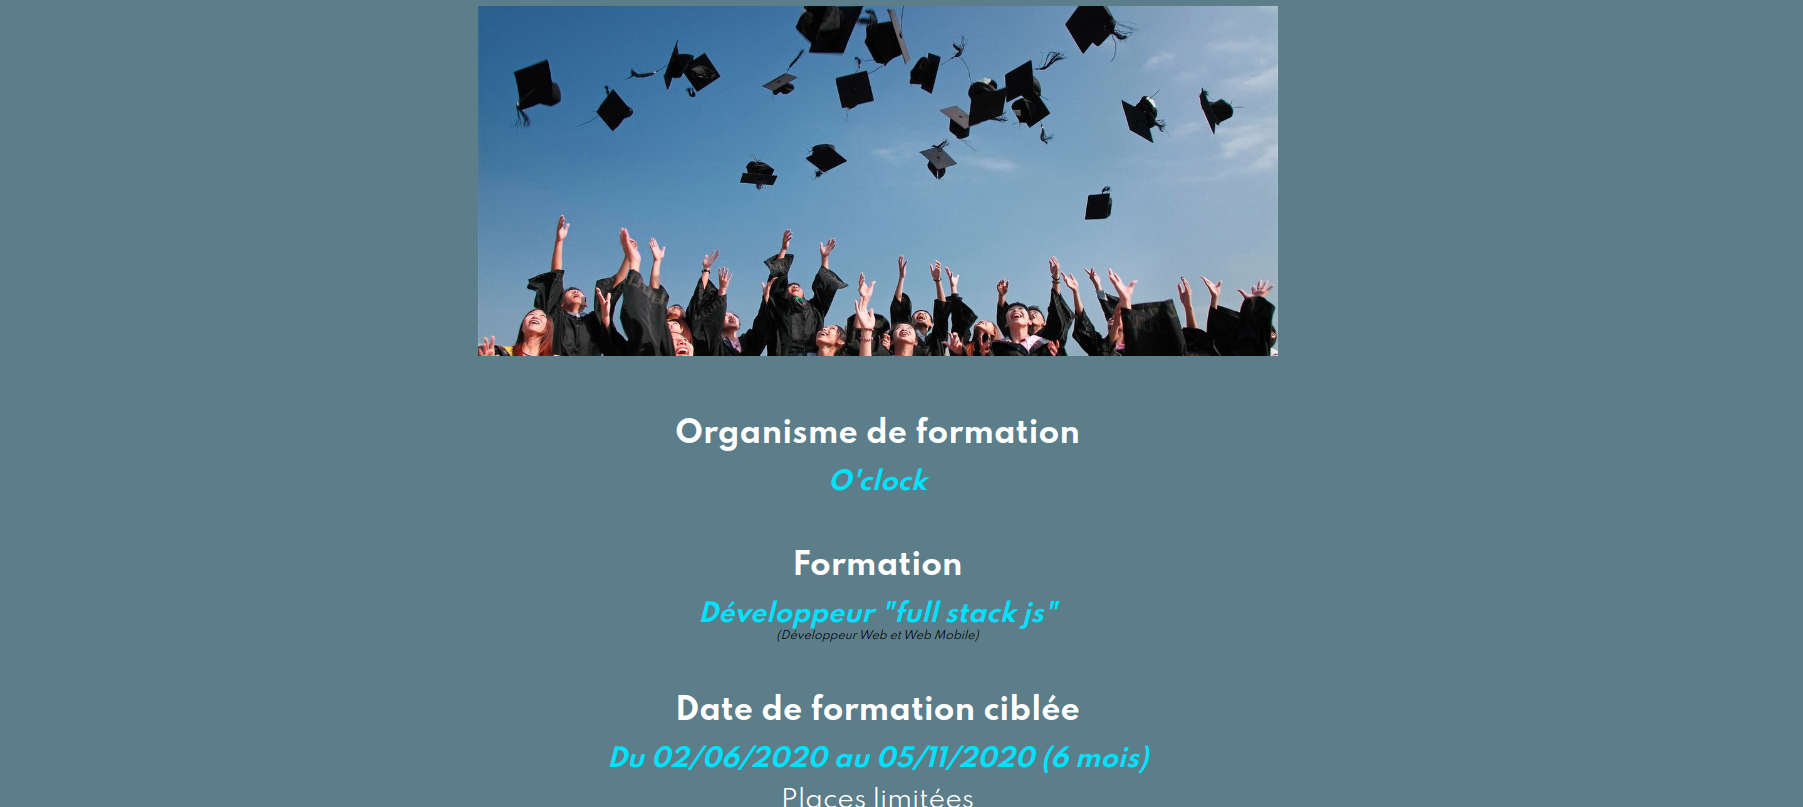 Organisme de formation
O'clock
Formation
Développeur "full stack js"
(Développeur Web et Web Mobile)
Date de formation ciblée
Du 02/06/2020 au 05/11/2020 (6 mois)
Places limitées